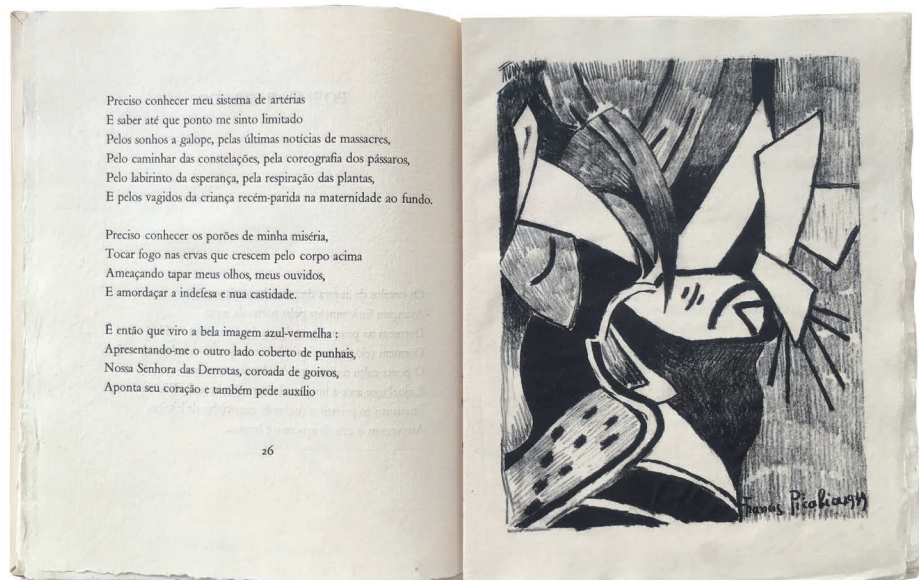 Preciso conhecer meu sistema de artérias
E saber até que ponto me sinto limitado
Pelos sonhos a galope, pelas últimas notícias de massacres,
Pelo caminhar das constelações, pela coreografia dos pássaros,
Pelo labirinto da esperança, pela respiração das plantas,
E pelos vagidos da criança recém-parida na maternidade ao fundo.
Preciso conhecer os porões de minha miséria,
Tocar fogo nas ervas que crescem pelo corpo acima
Ameaçando tapar meus olhos, meus ouvidos,
E amordaçar a indefesa e nua castidade.
É então que viro a bela imagem azul-vermelha :
Apresentando-me o outro lado coberto de punhais,
Nossa Senhora das Derrotas, coroada de goivos,
Aponta seu coração e também pede auxílio
26
Francis Picabia 1949